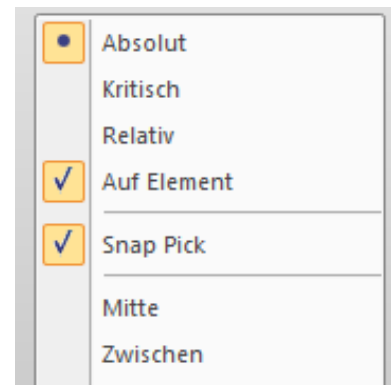 Absolut
Kritisch
Relativ
Auf Element
Snap Pick
Mitte
Zwischen